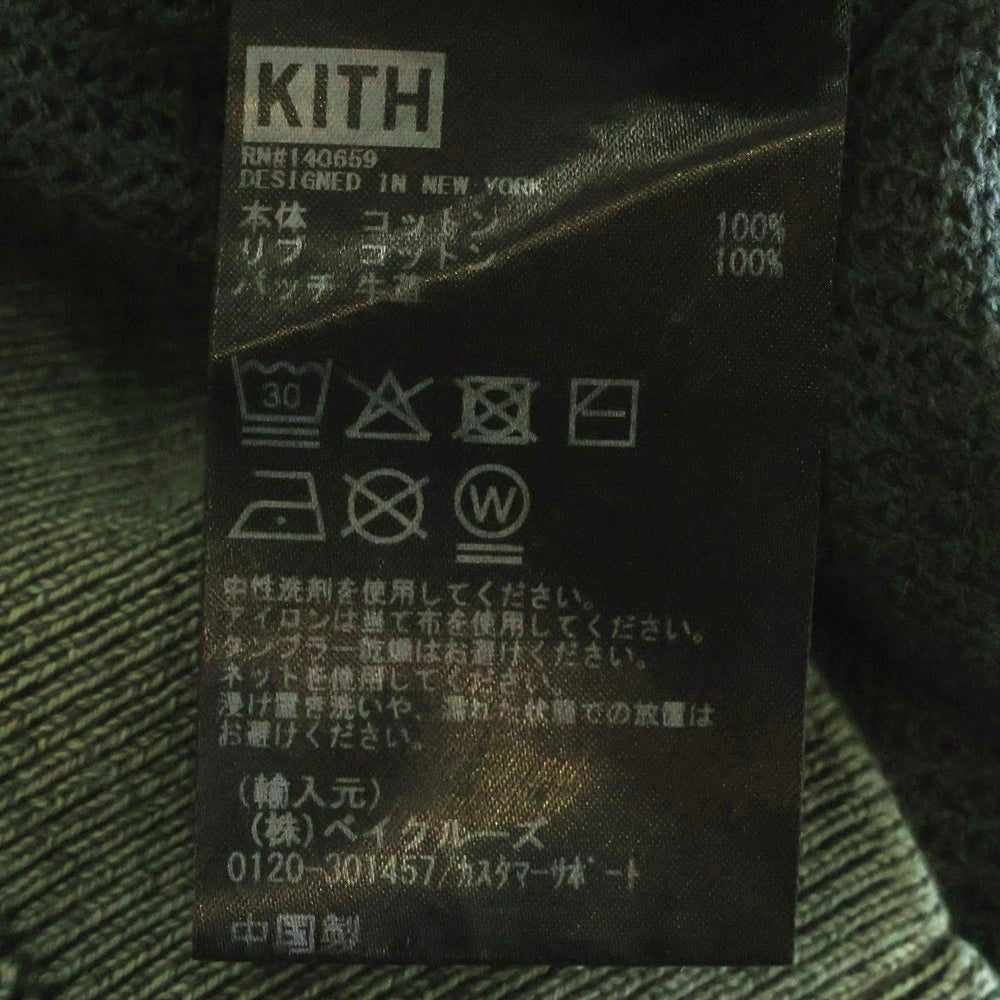 KITH
RN#140659
DESIGNED IN NEW YORK
本体 コットン 100%
リブ コットン 100%
パッチ 牛革
30
W
中性洗剤を使用してください。
アイロンは当て布を使用してください。
タンブラー乾燥はお避けください。
ネットを使用してください。
浸け置き洗いや、濡れた状態での放置は
お避けください。
(輸入元)
(株)ベイクルーズ
0120-301457/カスタマーサポート
中国製